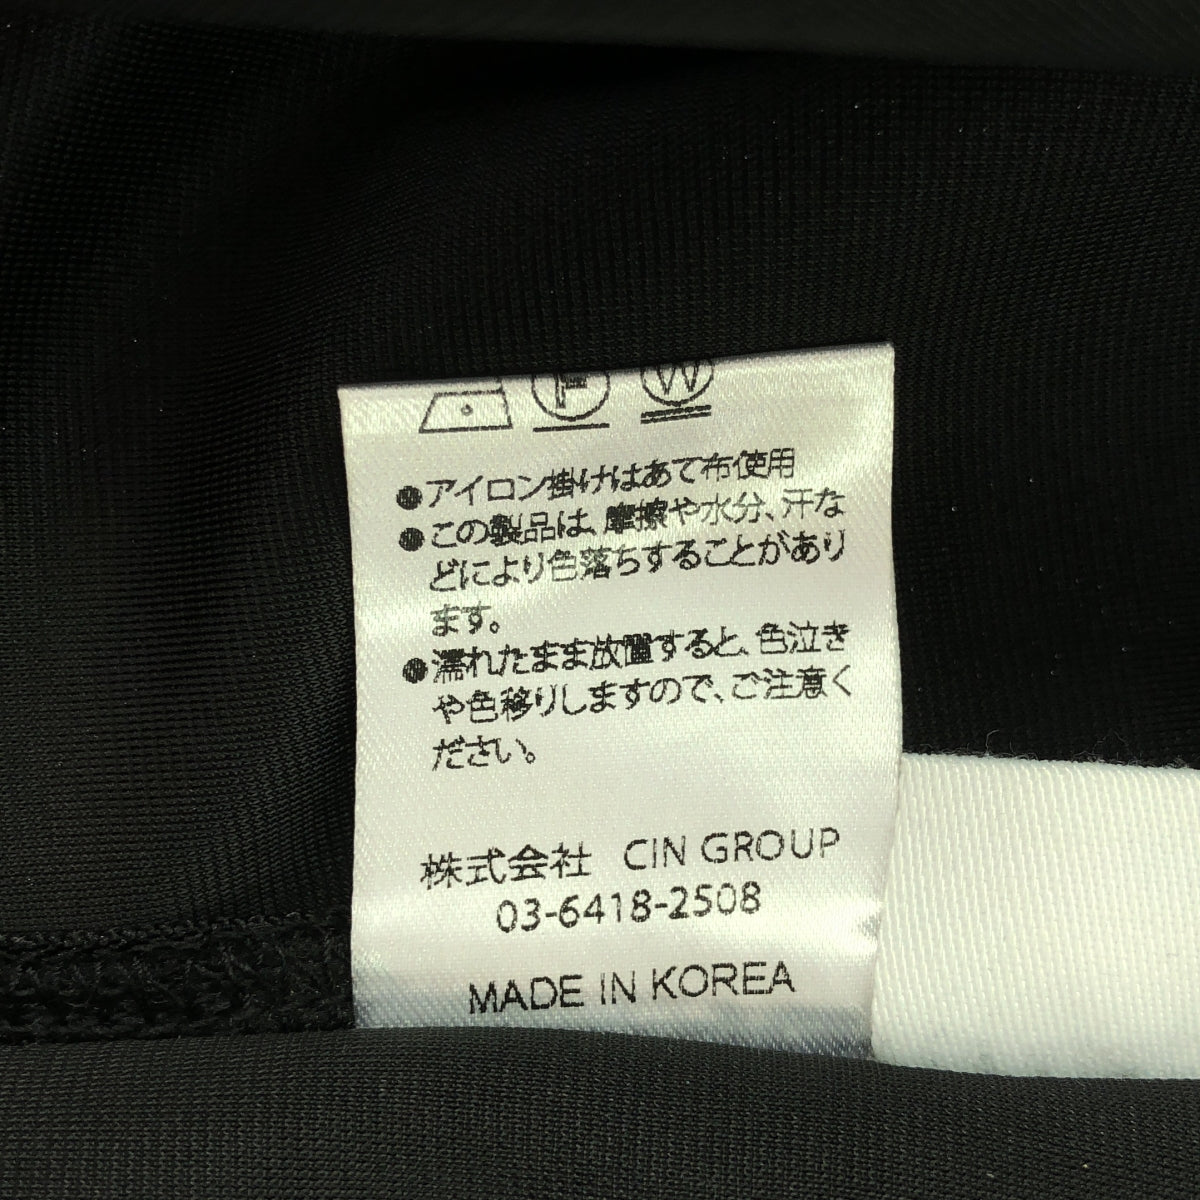 ●アイロン掛けはあて布使用
●この製品は、摩擦や水分、汗な
どにより色落ちすることがあり
ます。
●濡れたまま放置すると、色泣き
や色移りしますので、ご注意く
ださい。
株式会社 CIN GROUP
03-6418-2508
MADE IN KOREA